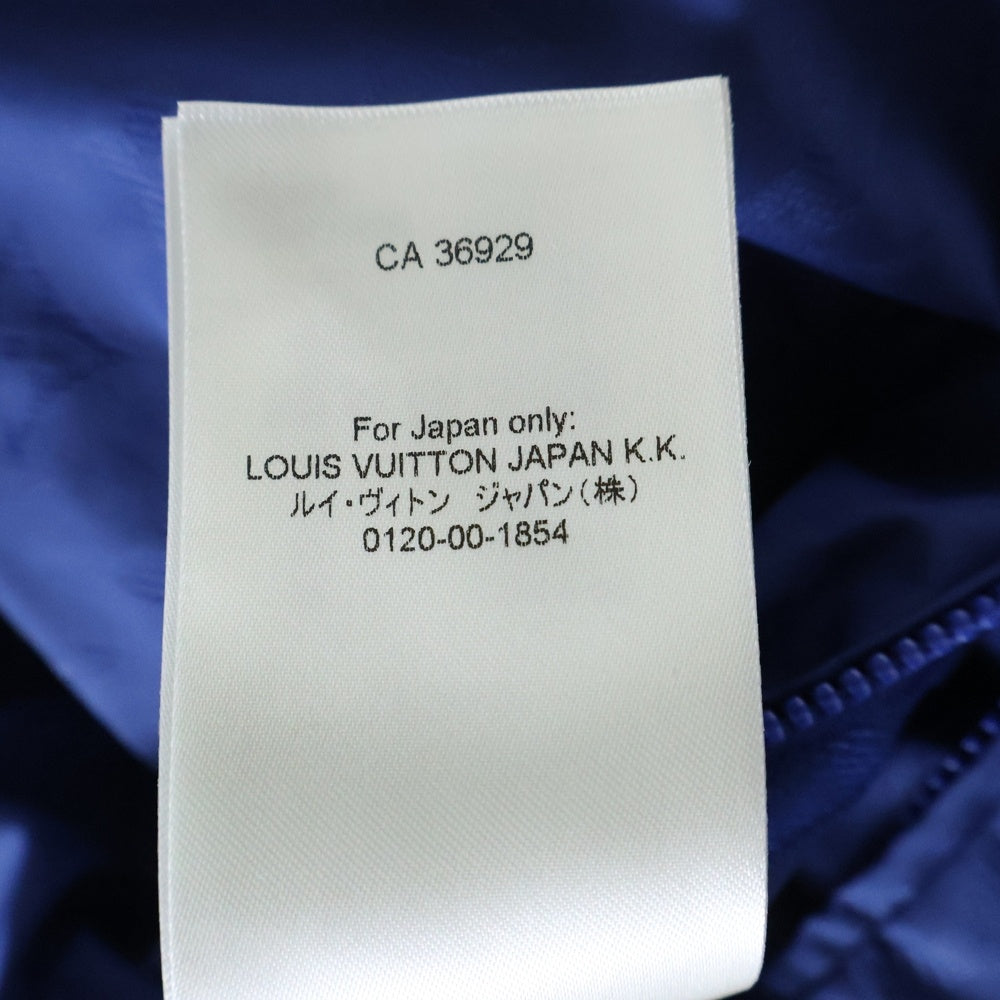 CA 36929
For Japan only:
LOUIS VUITTON JAPAN K.K.
ルイ・ヴィトン　ジャパン(株)
0120-00-1854